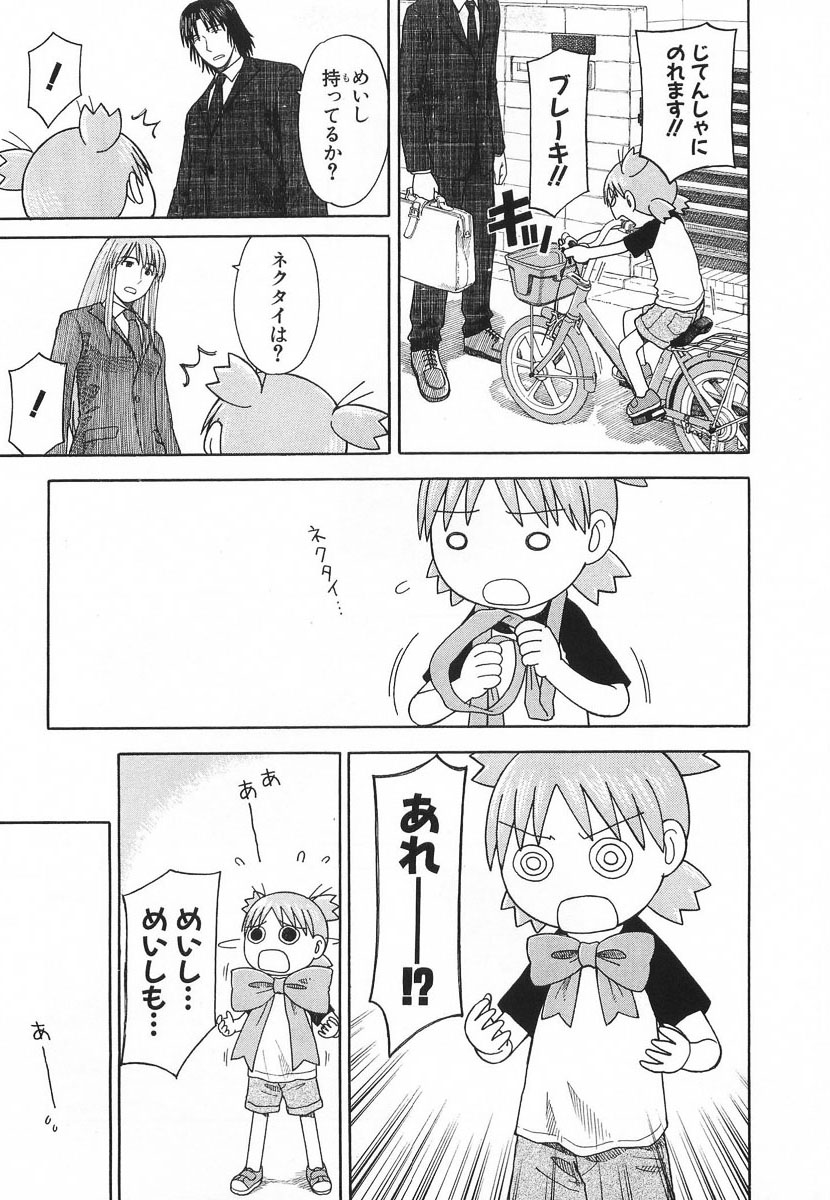 じてんしゃに
のれます!!
ブレーキ!!
キッ
めいし
持ってるか?
も
!
ネクタイは?
!
ネクタイ…
あれ──!?
ああ──
めいし…
めいしも…
あ──…